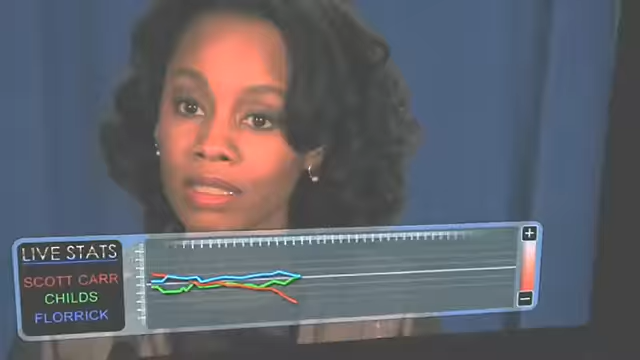 LIVE STATS
SCOTT CARR
CHILDS
FLORRICK
+
−